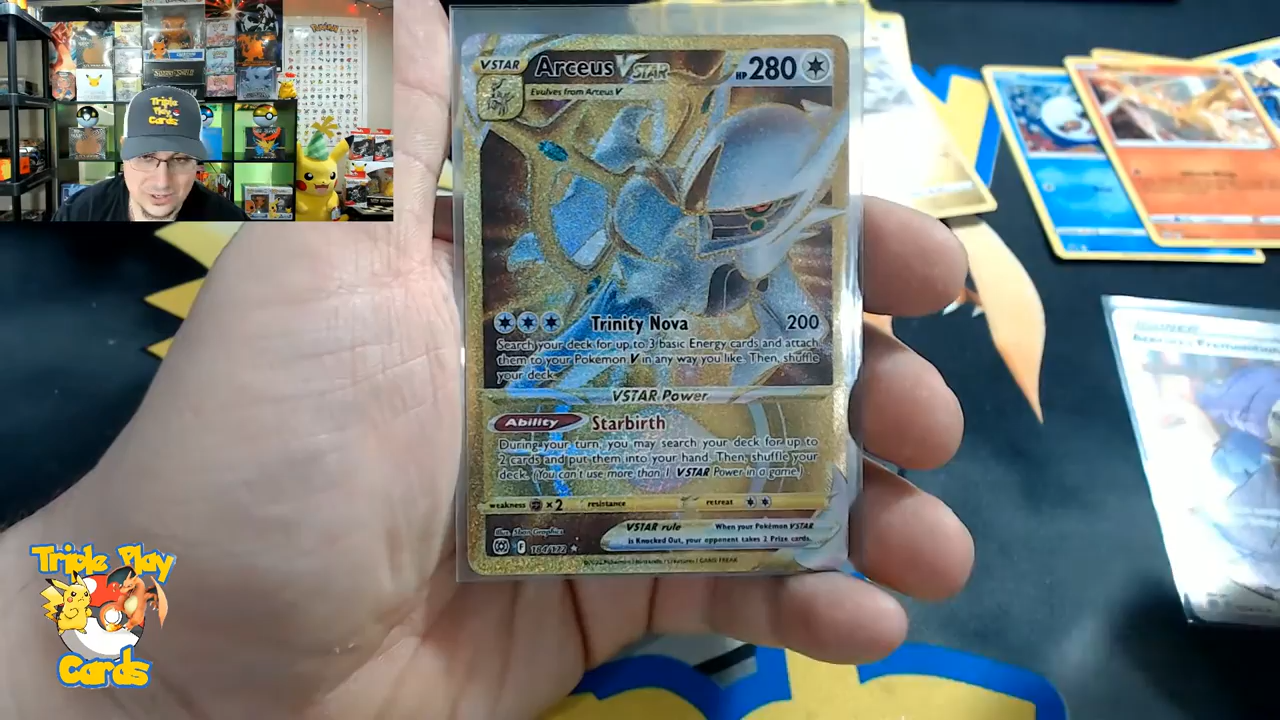 Pokémon
Triple
Play
Cards
VSTAR
Arceus VSTAR
HP 280
Evolves from Arceus V
Trinity Nova 200
Search your deck for up to 3 basic Energy cards and attach
them to your Pokémon V in any way you like. Then, shuffle
your deck.
VSTAR Power
Ability Starbirth
During your turn, you may search your deck for up to
2 cards and put them into your hand. Then, shuffle your
deck. (You can't use more than 1 VSTAR Power in a game.)
weakness ×2 resistance retreat
VSTAR rule When your Pokémon VSTAR
is Knocked Out, your opponent takes 2 Prize cards.
F
Triple Play
Cards